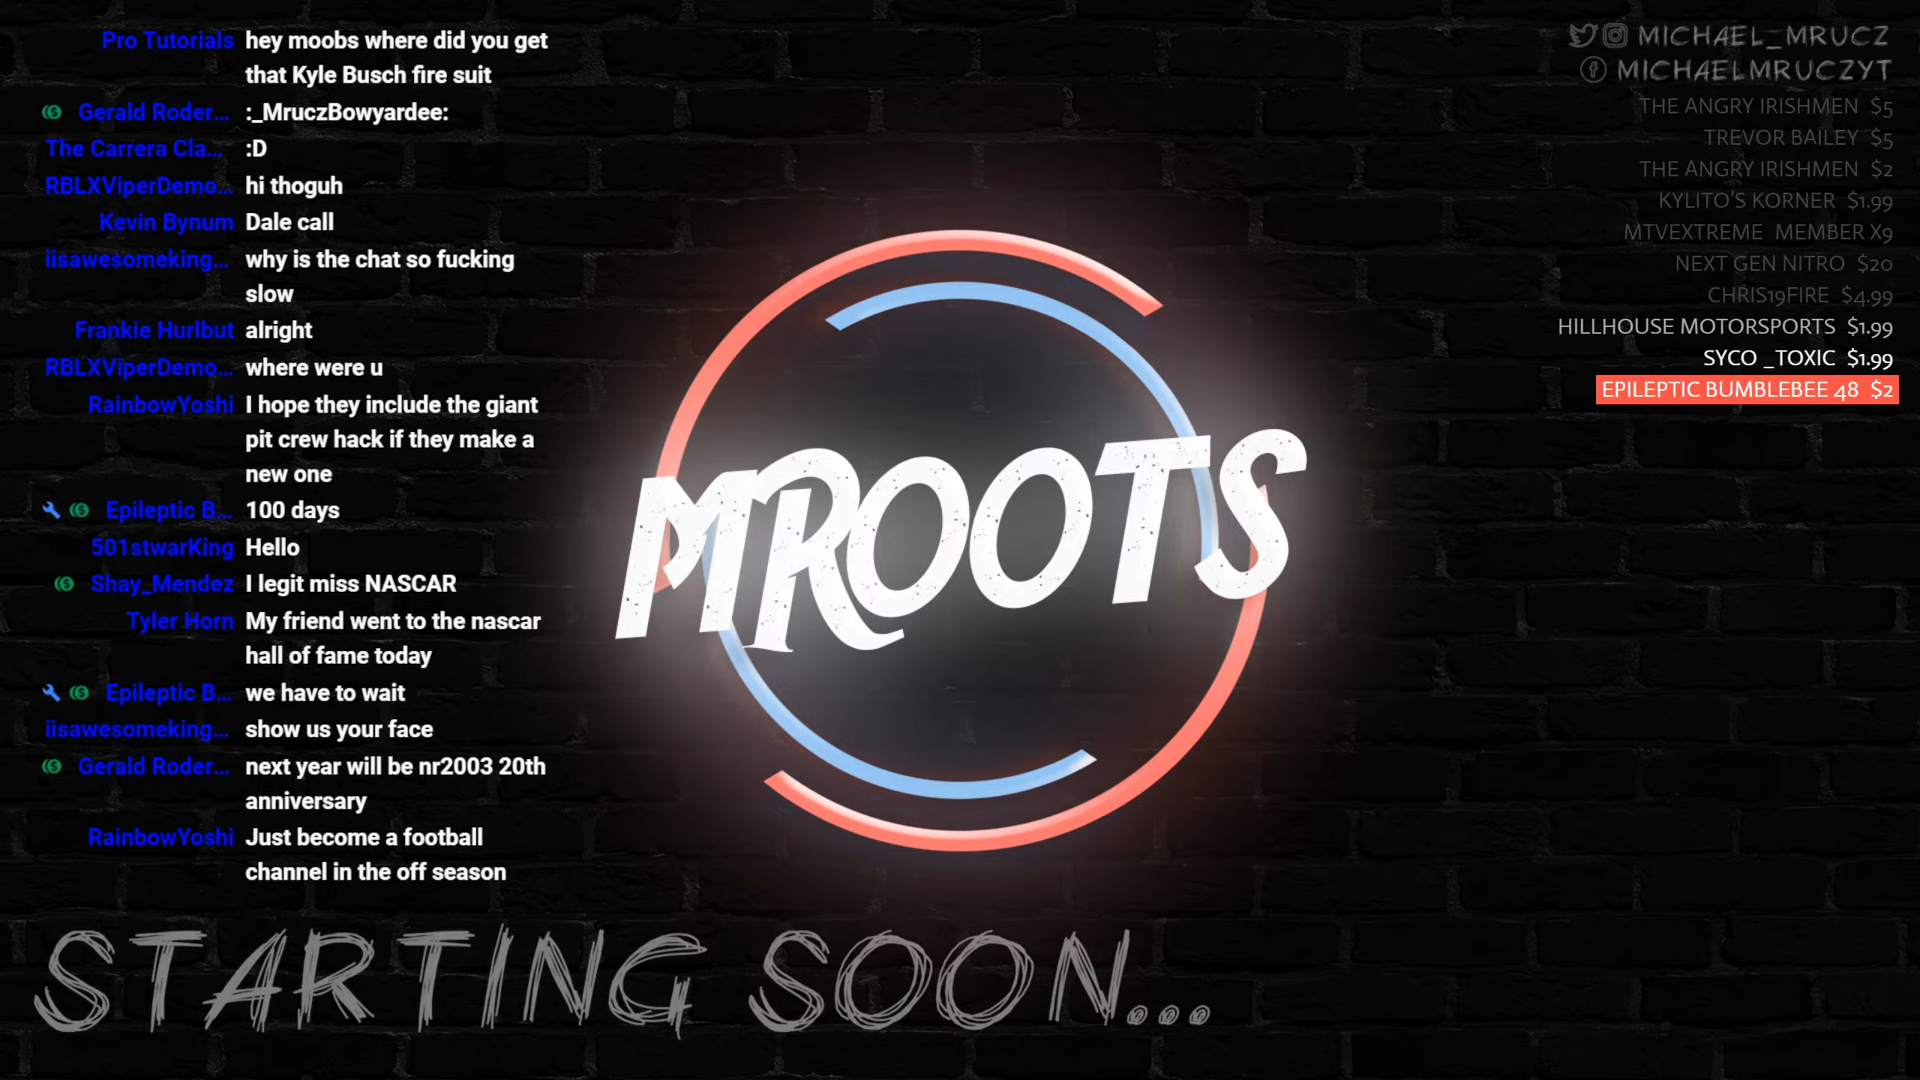 Pro Tutorials hey moobs where did you get
that Kyle Busch fire suit
Gerald Roder... :_MruczBowyardee:
The Carrera Cla... :D
RBLXViperDemo... hi thoguh
Kevin Bynum Dale call
iisawesomeking... why is the chat so fucking
slow
Frankie Hurlbut alright
RBLXViperDemo... where were u
RainbowYoshi I hope they include the giant
pit crew hack if they make a
new one
Epileptic B... 100 days
501stwarKing Hello
Shay_Mendez I legit miss NASCAR
Tyler Horn My friend went to the nascar
hall of fame today
Epileptic B... we have to wait
iisawesomeking... show us your face
Gerald Roder... next year will be nr2003 20th
anniversary
RainbowYoshi Just become a football
channel in the off season
MROOTS
MICHAEL_MRUCZ
MICHAELMRUCZYT
THE ANGRY IRISHMEN $5
TREVOR BAILEY $5
THE ANGRY IRISHMEN $2
KYLITO'S KORNER $1.99
MTVEXTREME MEMBER X9
NEXT GEN NITRO $20
CHRIS19FIRE $4.99
HILLHOUSE MOTORSPORTS $1.99
SYCO _TOXIC $1.99
EPILEPTIC BUMBLEBEE 48 $2
STARTING SOON...